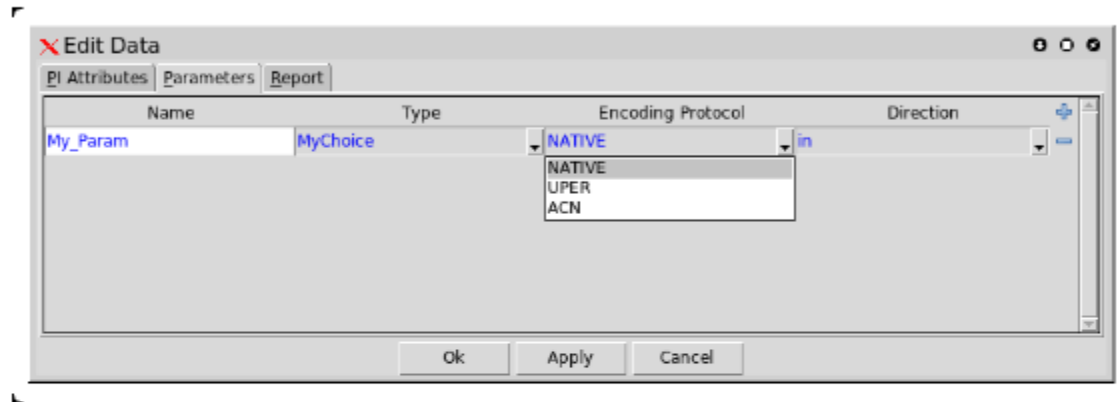 Edit Data
PI Attributes Parameters Report
Name Type Encoding Protocol Direction
My_Param MyChoice NATIVE in
NATIVE
UPER
ACN
Ok Apply Cancel